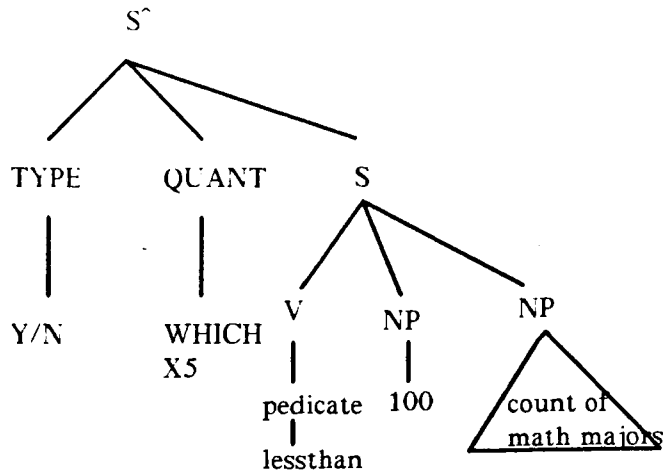 S^
TYPE QUANT S
Y/N WHICH X5 V NP NP
pedicate 100 count of math majors
lessthan